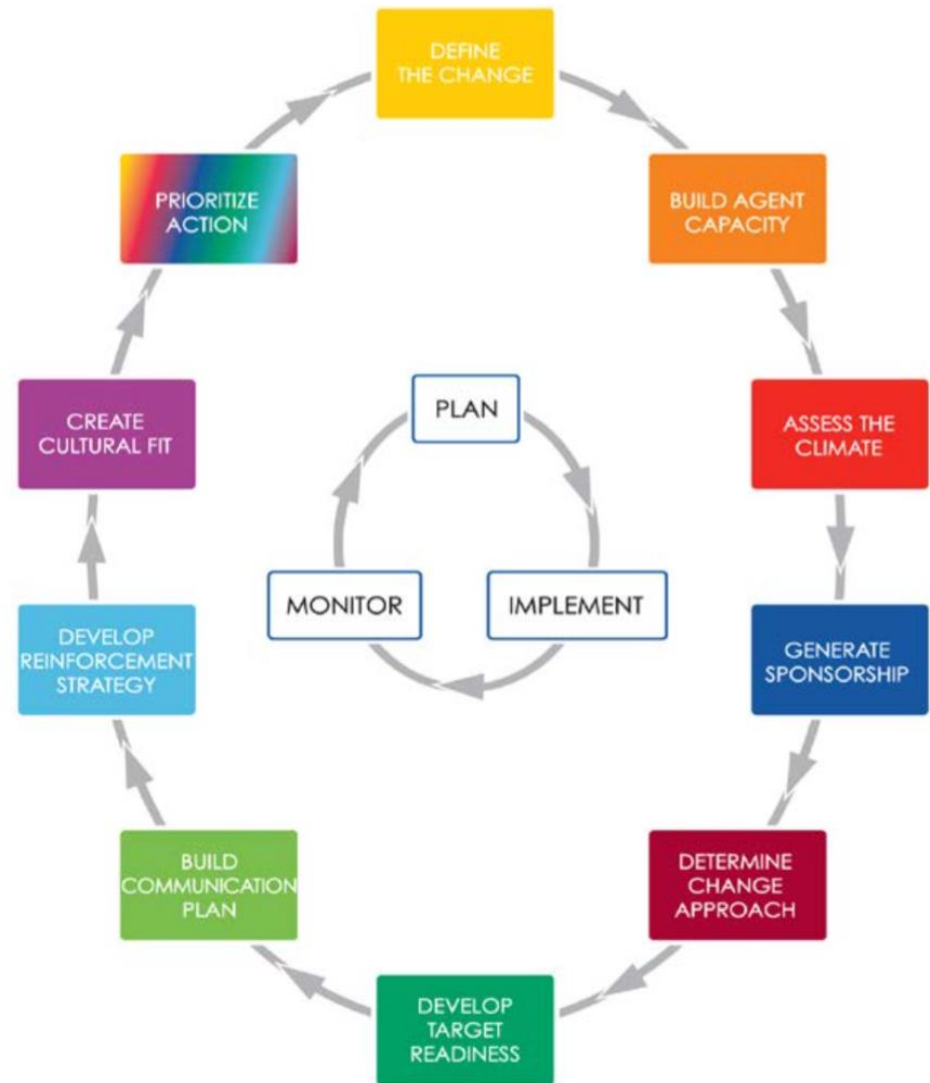 DEFINE
THE CHANGE
BUILD AGENT
CAPACITY
ASSESS THE
CLIMATE
GENERATE
SPONSORSHIP
DETERMINE
CHANGE
APPROACH
DEVELOP
TARGET
READINESS
BUILD
COMMUNICATION
PLAN
DEVELOP
REINFORCEMENT
STRATEGY
CREATE
CULTURAL FIT
PRIORITIZE
ACTION
PLAN
IMPLEMENT
MONITOR